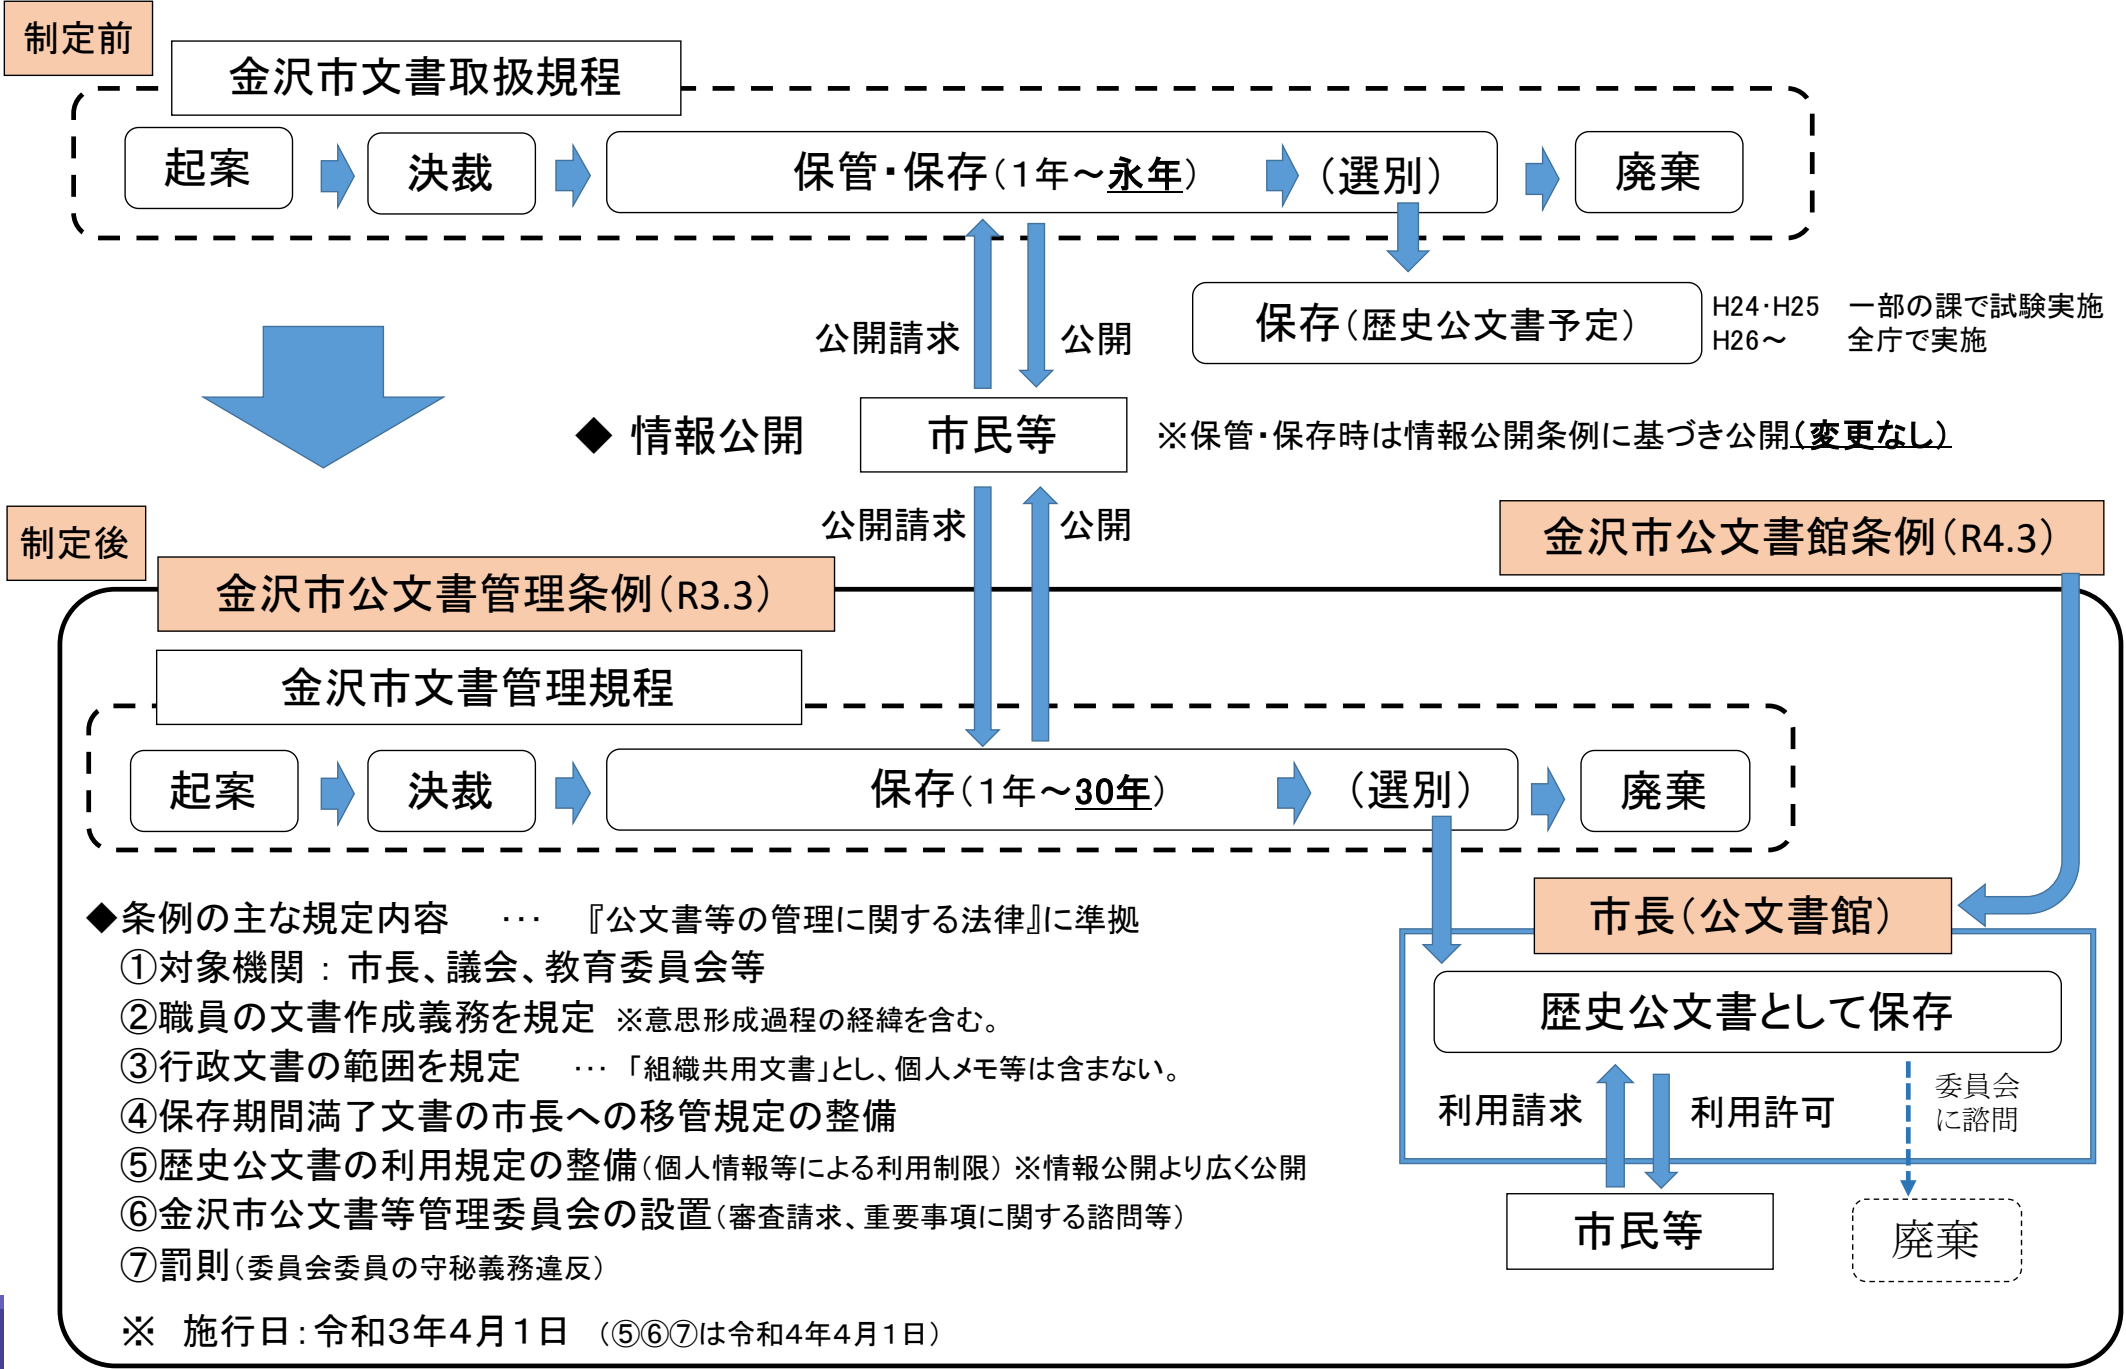 制定前
金沢市文書取扱規程
起案
決裁
保管・保存（１年～永年）
（選別）
廃棄
保存（歴史公文書予定）
H24・H25　一部の課で試験実施
H26～　全庁で実施
公開請求
公開
◆ 情報公開
市民等
※保管・保存時は情報公開条例に基づき公開（変更なし）
公開請求
公開
制定後
金沢市公文書館条例（R4.3）
金沢市公文書管理条例（R3.3）
金沢市文書管理規程
起案
決裁
保存（１年～30年）
（選別）
廃棄
◆条例の主な規定内容　…　『公文書等の管理に関する法律』に準拠
①対象機関 ： 市長、議会、教育委員会等
②職員の文書作成義務を規定 ※意思形成過程の経緯を含む。
③行政文書の範囲を規定　…　「組織共用文書」とし、個人メモ等は含まない。
④保存期間満了文書の市長への移管規定の整備
⑤歴史公文書の利用規定の整備（個人情報等による利用制限）※情報公開より広く公開
⑥金沢市公文書等管理委員会の設置（審査請求、重要事項に関する諮問等）
⑦罰則（委員会委員の守秘義務違反）
※　施行日：令和３年４月１日　（⑤⑥⑦は令和４年４月１日）
市長（公文書館）
歴史公文書として保存
利用請求
利用許可
委員会
に諮問
市民等
廃棄